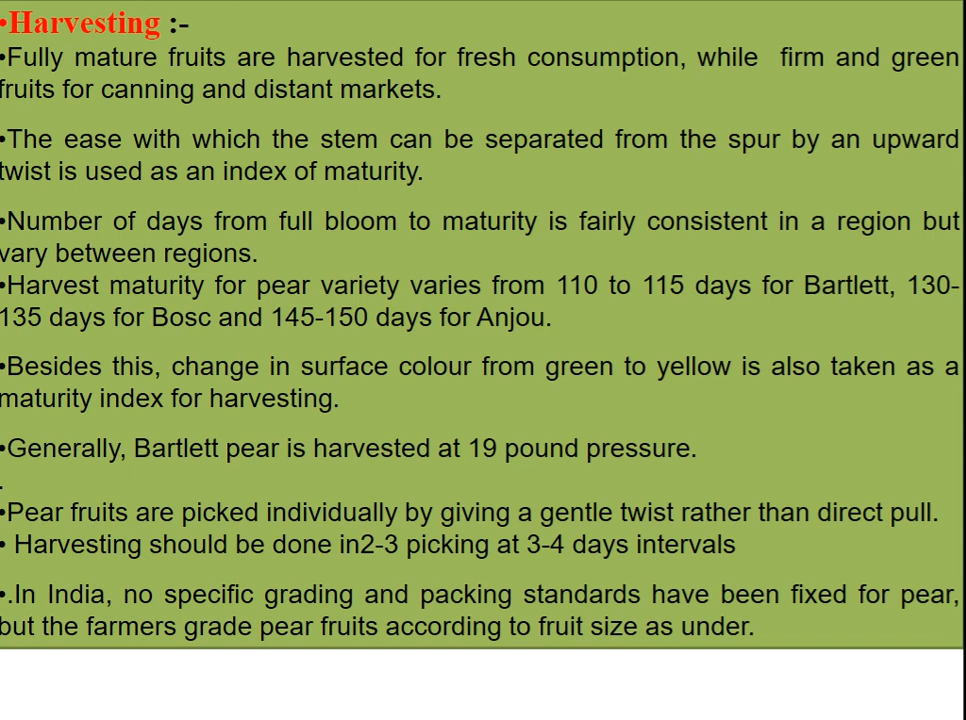 •Harvesting :-
•Fully mature fruits are harvested for fresh consumption, while firm and green
fruits for canning and distant markets.
•The ease with which the stem can be separated from the spur by an upward
twist is used as an index of maturity.
•Number of days from full bloom to maturity is fairly consistent in a region but
vary between regions.
•Harvest maturity for pear variety varies from 110 to 115 days for Bartlett, 130-
135 days for Bosc and 145-150 days for Anjou.
•Besides this, change in surface colour from green to yellow is also taken as a
maturity index for harvesting.
•Generally, Bartlett pear is harvested at 19 pound pressure.
.
•Pear fruits are picked individually by giving a gentle twist rather than direct pull.
• Harvesting should be done in2-3 picking at 3-4 days intervals
•.In India, no specific grading and packing standards have been fixed for pear,
but the farmers grade pear fruits according to fruit size as under.